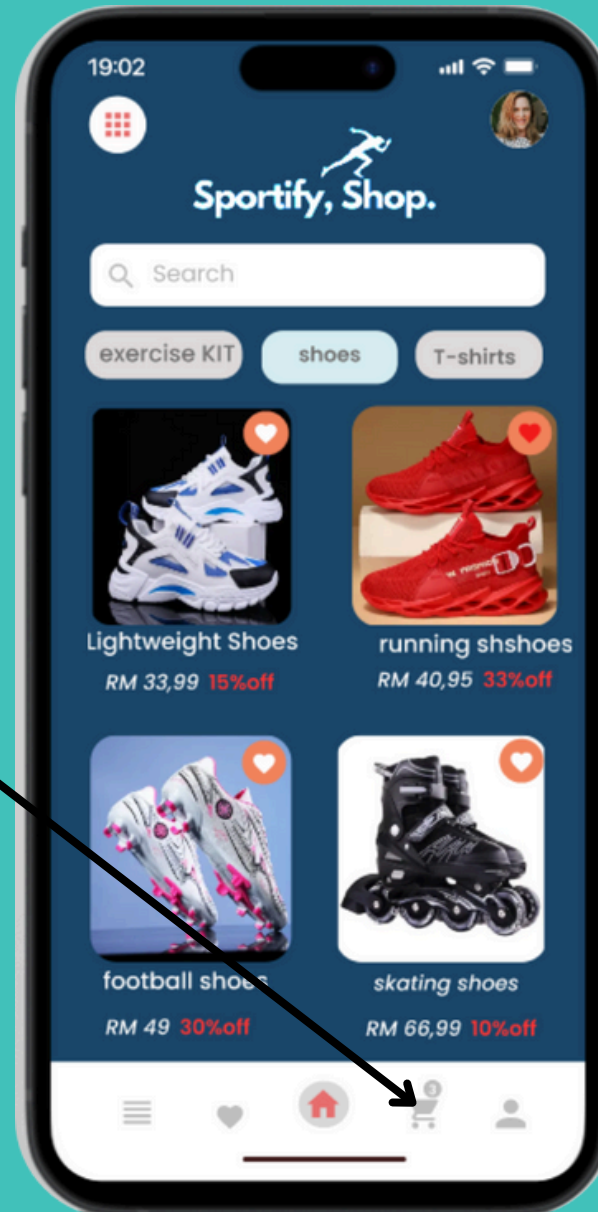 19:02
Sportify, Shop.
Search
exercise KIT shoes T-shirts
Lightweight Shoes running shshoes
RM 33,99 15%off RM 40,95 33%off
football shoes skating shoes
RM 49 30%off RM 66,99 10%off
3